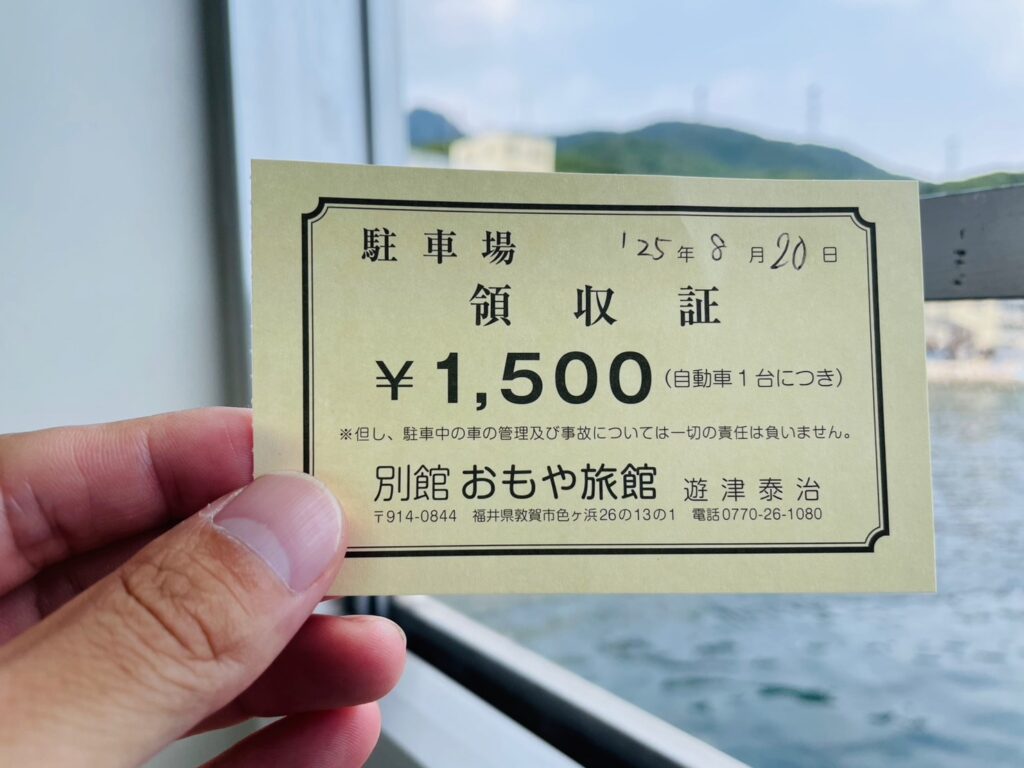 駐車場 '25年8月20日
領収証
￥1,500(自動車1台につき)
※但し、駐車中の車の管理及び事故については一切の責任は負いません。
別館 おもや旅館 遊津泰治
〒914-0844 福井県敦賀市色ヶ浜26の13の1 電話0770-26-1080